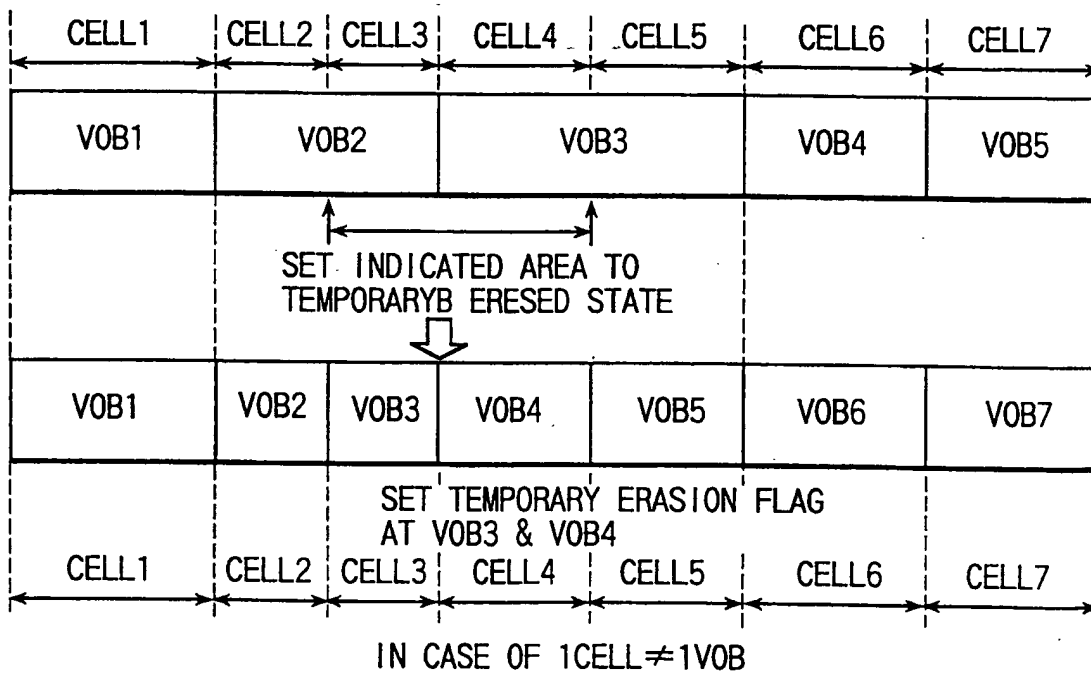 CELL1 CELL2 CELL3 CELL4 CELL5 CELL6 CELL7
VOB1 VOB2 VOB3 VOB4 VOB5
SET INDICATED AREA TO
TEMPORARYB ERESED STATE
VOB1 VOB2 VOB3 VOB4 VOB5 VOB6 VOB7
SET TEMPORARY ERASION FLAG
AT VOB3 & VOB4
CELL1 CELL2 CELL3 CELL4 CELL5 CELL6 CELL7
IN CASE OF 1CELL≠1VOB